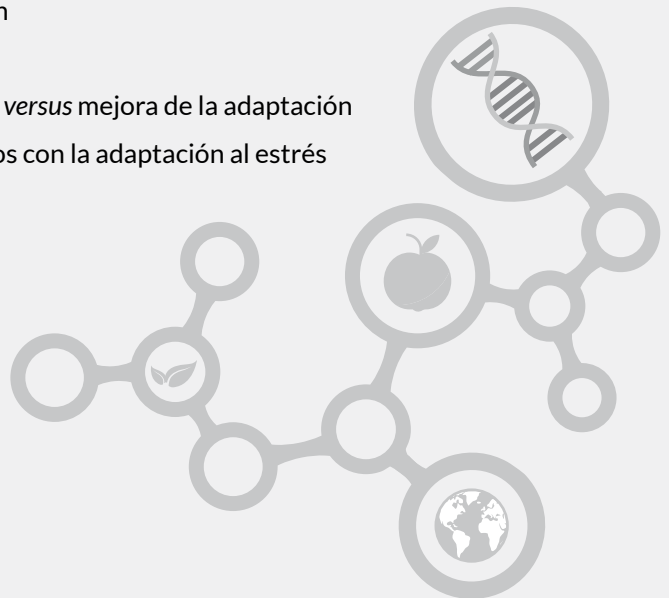 n
versus mejora de la adaptación
os con la adaptación al estrés